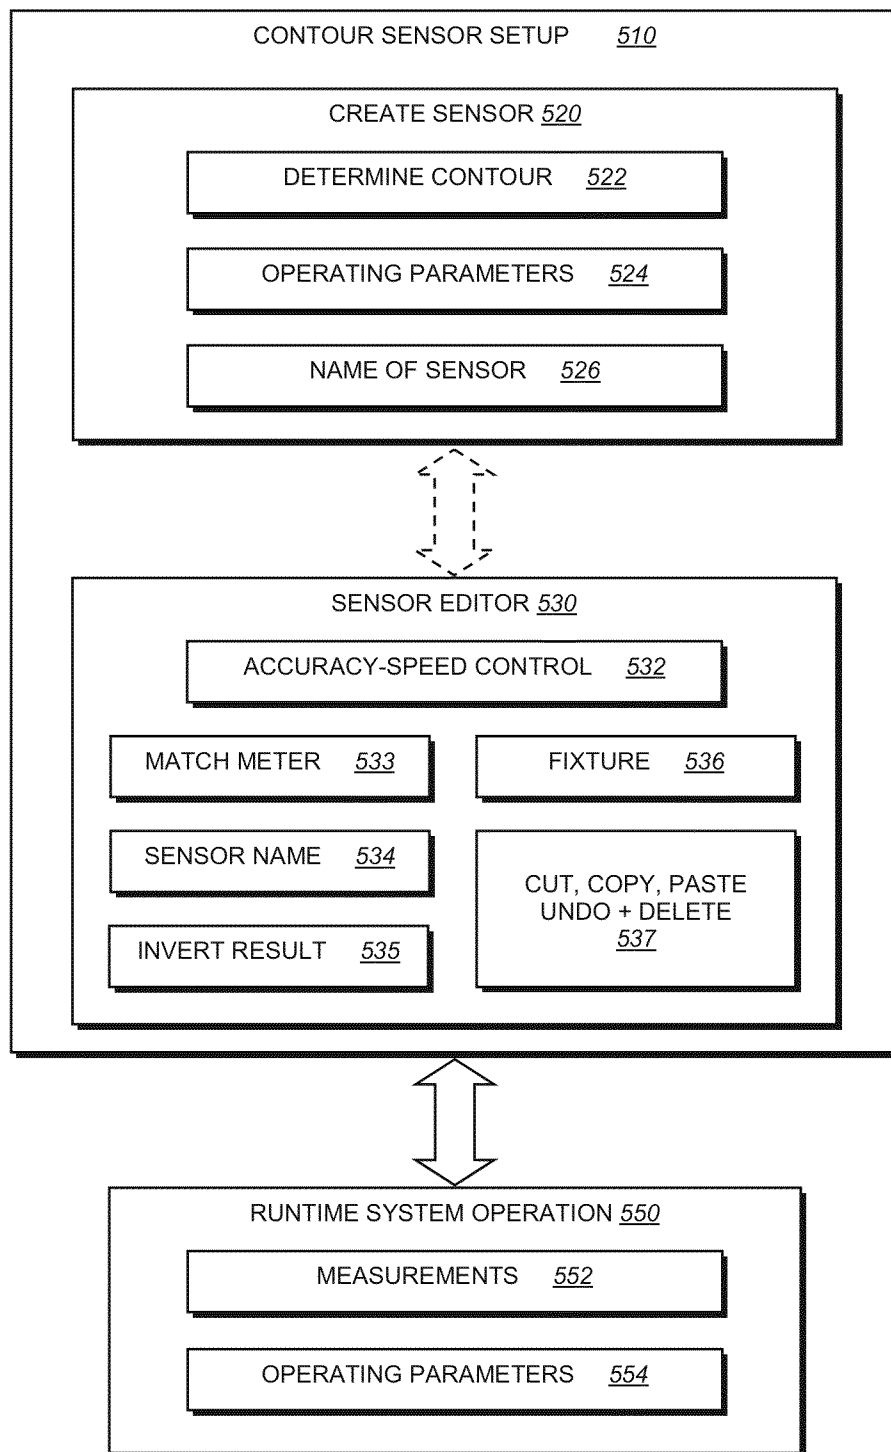 CONTOUR SENSOR SETUP 510
CREATE SENSOR 520
DETERMINE CONTOUR 522
OPERATING PARAMETERS 524
NAME OF SENSOR 526
SENSOR EDITOR 530
ACCURACY-SPEED CONTROL 532
MATCH METER 533
FIXTURE 536
SENSOR NAME 534
CUT, COPY, PASTE
UNDO + DELETE
537
INVERT RESULT 535
RUNTIME SYSTEM OPERATION 550
MEASUREMENTS 552
OPERATING PARAMETERS 554